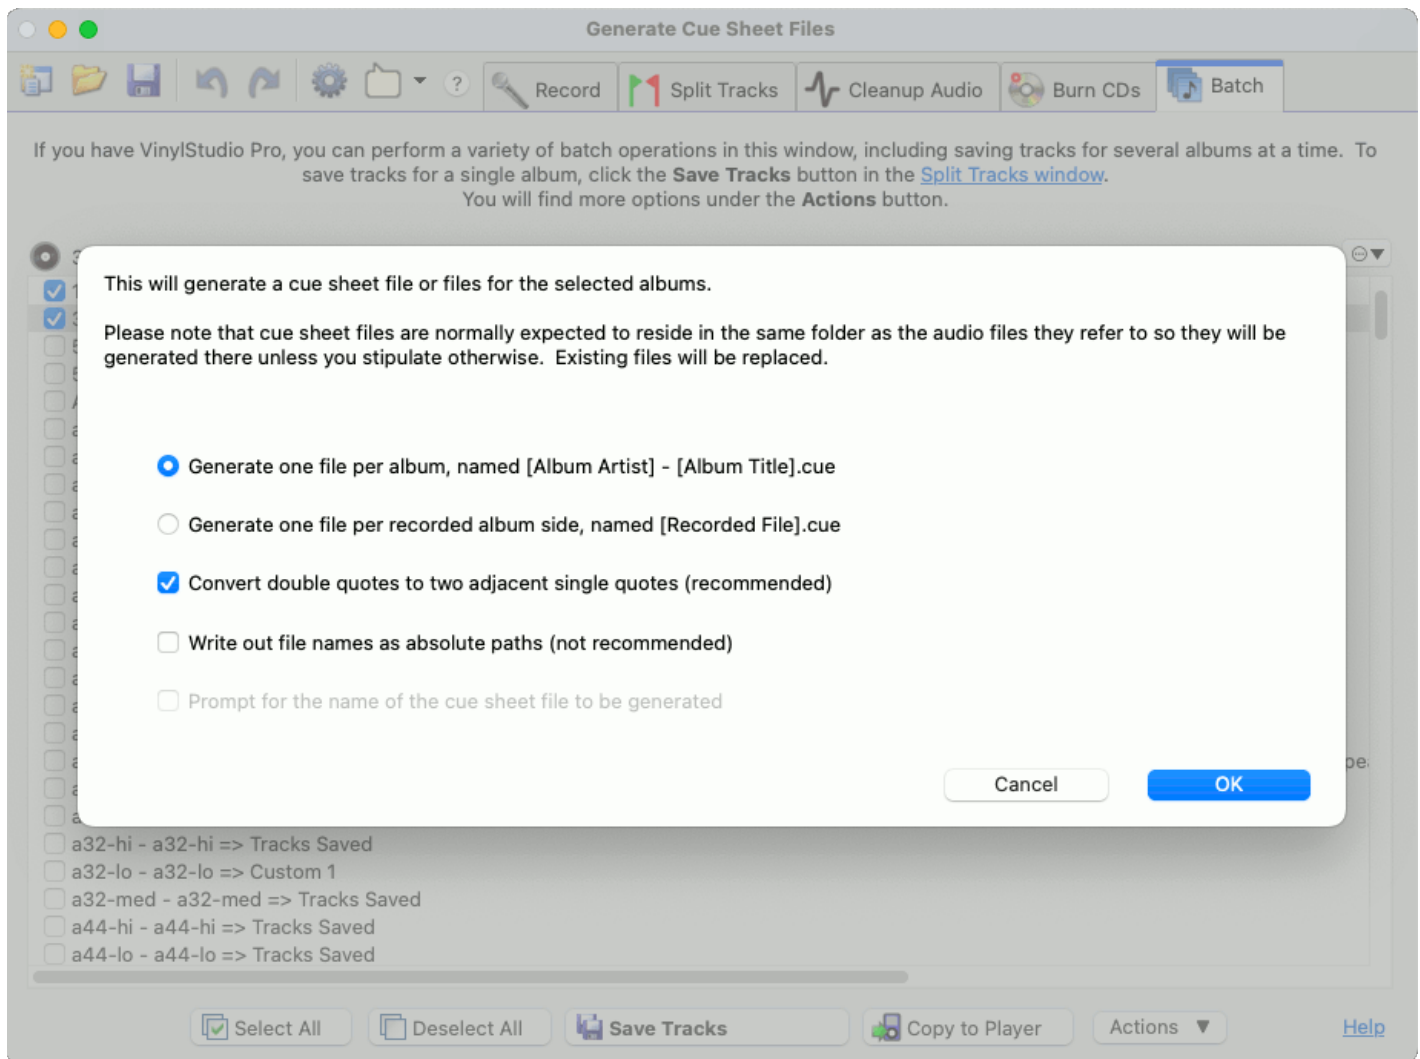 Generate Cue Sheet Files
?
Record
Split Tracks
Cleanup Audio
Burn CDs
Batch
If you have VinylStudio Pro, you can perform a variety of batch operations in this window, including saving tracks for several albums at a time.  To
save tracks for a single album, click the Save Tracks button in the Split Tracks window.
You will find more options under the Actions button.
This will generate a cue sheet file or files for the selected albums.
Please note that cue sheet files are normally expected to reside in the same folder as the audio files they refer to so they will be
generated there unless you stipulate otherwise.  Existing files will be replaced.
Generate one file per album, named [Album Artist] - [Album Title].cue
Generate one file per recorded album side, named [Recorded File].cue
Convert double quotes to two adjacent single quotes (recommended)
Write out file names as absolute paths (not recommended)
Prompt for the name of the cue sheet file to be generated
Cancel
OK
a32-hi - a32-hi => Tracks Saved
a32-lo - a32-lo => Custom 1
a32-med - a32-med => Tracks Saved
a44-hi - a44-hi => Tracks Saved
a44-lo - a44-lo => Tracks Saved
Select All
Deselect All
Save Tracks
Copy to Player
Actions ▼
Help